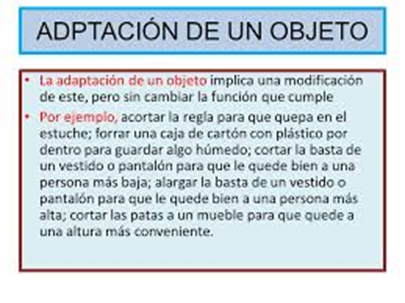 ADPTACIÓN DE UN OBJETO
• La adaptación de un objeto implica una modificación
de este, pero sin cambiar la función que cumple
• Por ejemplo, acortar la regla para que quepa en el
estuche; forrar una caja de cartón con plástico por
dentro para guardar algo húmedo; cortar la basta de
un vestido o pantalón para que le quede bien a una
persona más baja; alargar la basta de un vestido o
pantalón para que le quede bien a una persona más
alta; cortar las patas a un mueble para que quede a
una altura más conveniente.